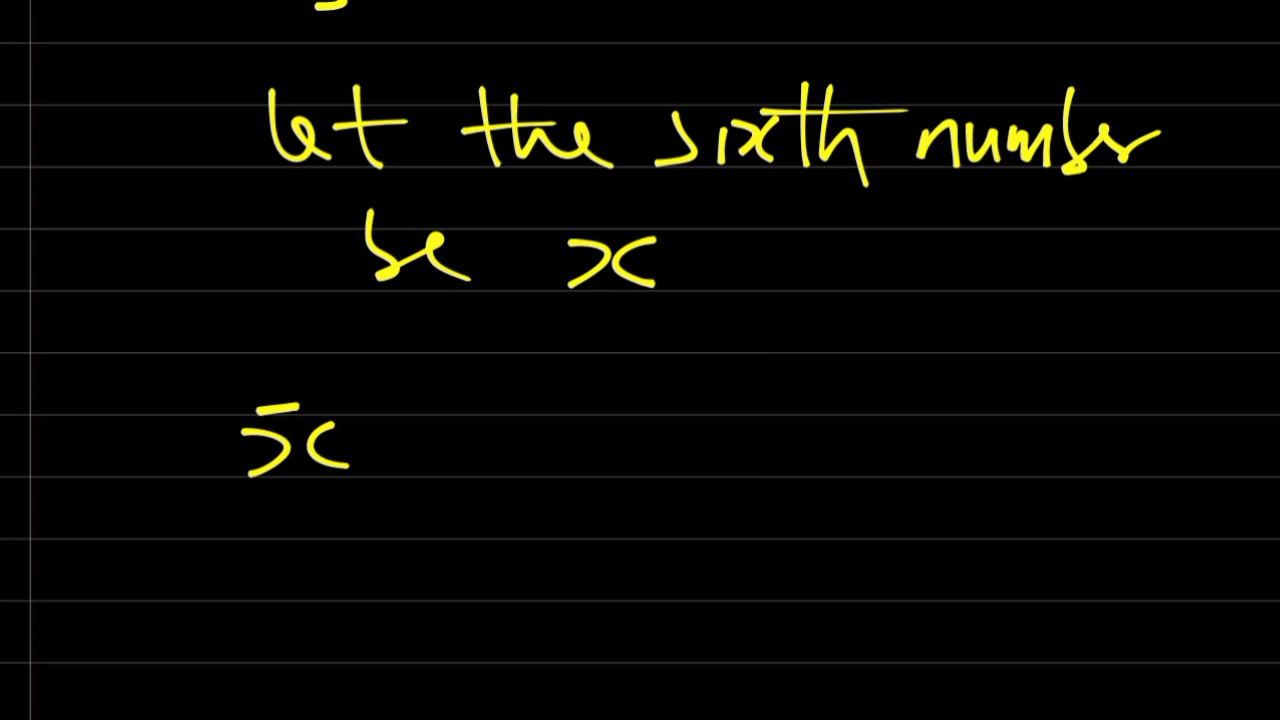 let the sixth number
be x
x̄